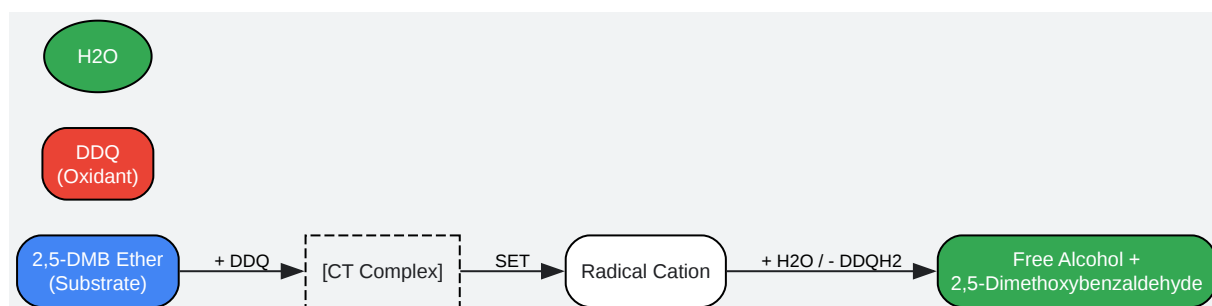 H2O
DDQ
(Oxidant)
2,5-DMB Ether
(Substrate)
+ DDQ
[CT Complex]
SET
Radical Cation
+ H2O / - DDQH2
Free Alcohol +
2,5-Dimethoxybenzaldehyde